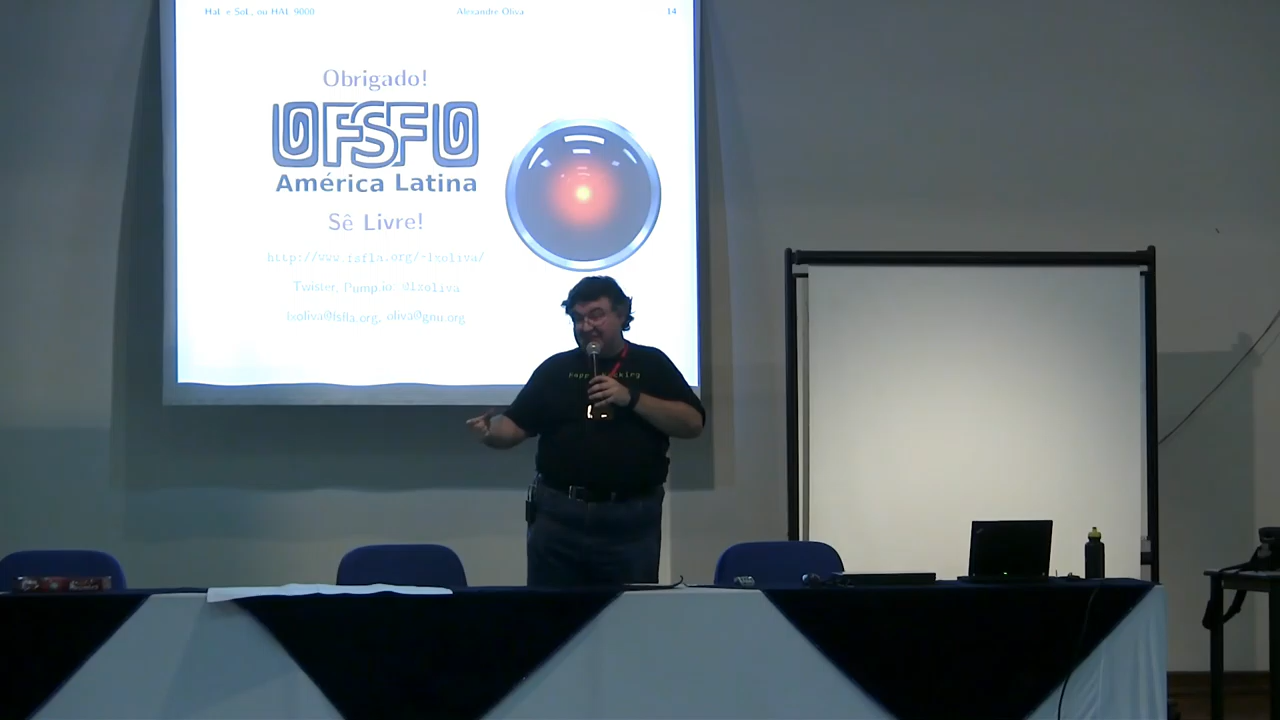 HaL e SoL, ou HAL 9000 Alexandre Oliva 14
Obrigado!
FSF
América Latina
Sê Livre!
http://www.fsfla.org/~lxoliva/
Twister, Pump.io @lxoliva
lxoliva@fsfla.org, oliva@gnu.org